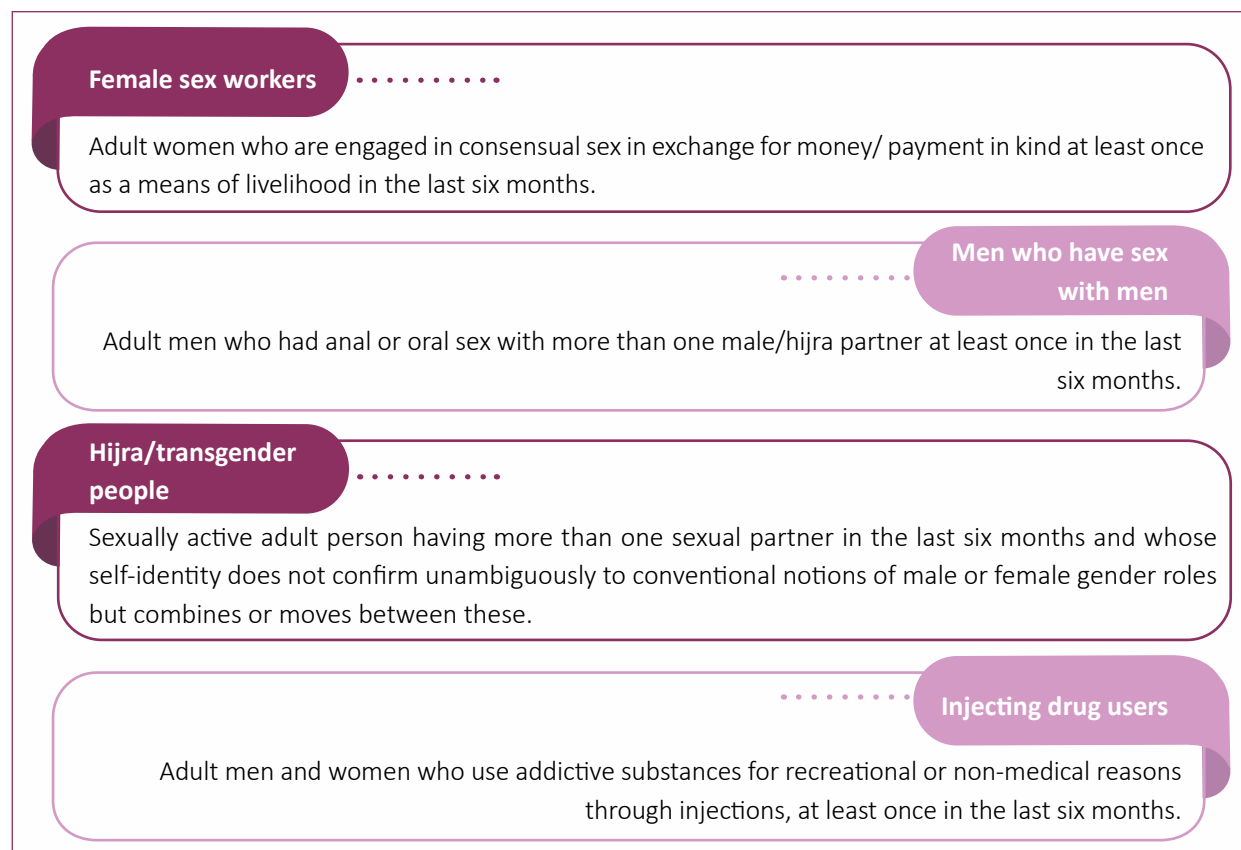 Female sex workers
Adult women who are engaged in consensual sex in exchange for money/ payment in kind at least once
as a means of livelihood in the last six months.
Men who have sex
with men
Adult men who had anal or oral sex with more than one male/hijra partner at least once in the last
six months.
Hijra/transgender
people
Sexually active adult person having more than one sexual partner in the last six months and whose
self-identity does not confirm unambiguously to conventional notions of male or female gender roles
but combines or moves between these.
Injecting drug users
Adult men and women who use addictive substances for recreational or non-medical reasons
through injections, at least once in the last six months.